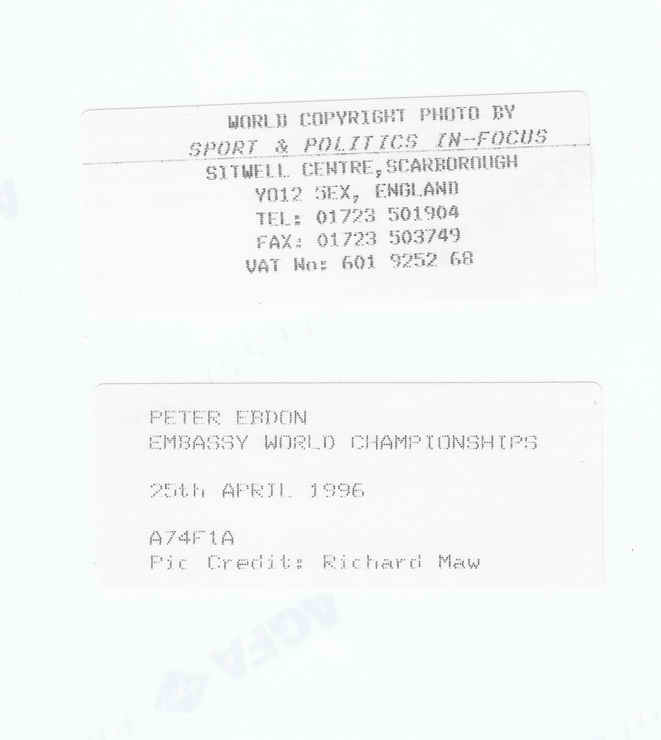 WORLD COPYRIGHT PHOTO BY
SPORT & POLITICS IN-FOCUS
SITWELL CENTRE, SCARBOROUGH
YO12 5EX, ENGLAND
TEL: 01723 501904
FAX: 01723 503749
VAT No: 601 9252 68
PETER EBDON
EMBASSY WORLD CHAMPIONSHIPS
25th APRIL 1996
A74F1A
Pic Credit: Richard Maw
AGFA